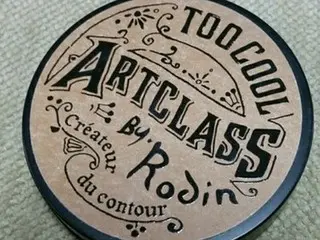 TOO COOL
ARTCLASS
By.
Rodin
Créateur
du contour